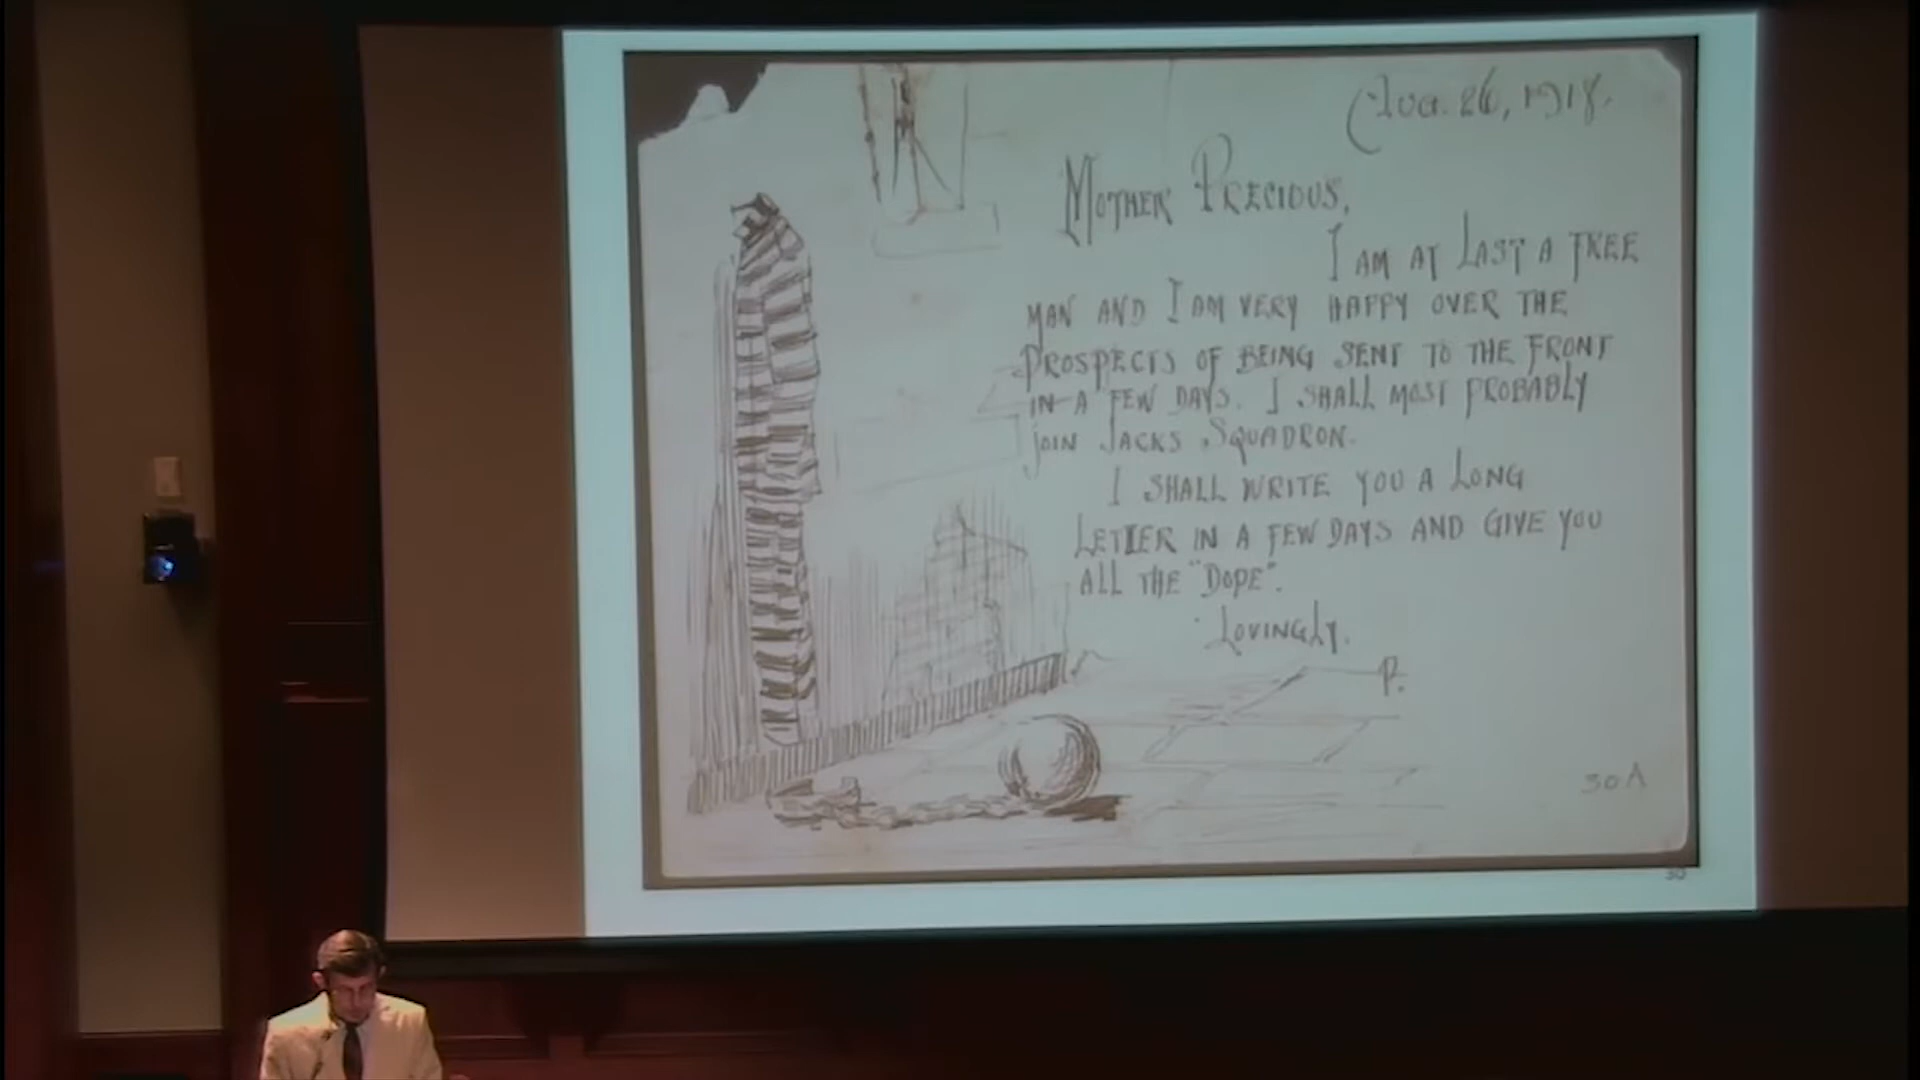 Aug. 26, 1918.
MOTHER PRECIOUS,
I AM AT LAST A FREE
MAN AND I AM VERY HAPPY OVER THE
PROSPECTS OF BEING SENT TO THE FRONT
IN A FEW DAYS. I SHALL MOST PROBABLY
JOIN JACKS SQUADRON.
I SHALL WRITE YOU A LONG
LETTER IN A FEW DAYS AND GIVE YOU
ALL THE "DOPE".
LOVINGLY.
P.
30A
30